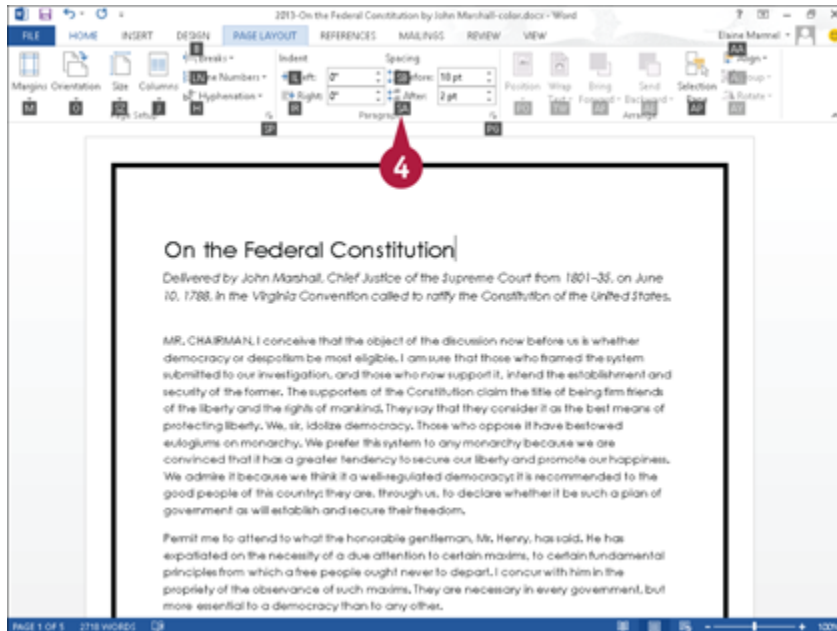 2013-On the Federal Constitution by John Marshall-color.docx - Word
FILE HOME INSERT DESIGN PAGE LAYOUT REFERENCES MAILINGS REVIEW VIEW Elaine Marmel
Breaks Indent Spacing Align
Line Numbers Left: 0" Before: 10 pt
Margins Orientation Size Columns Hyphenation Right: 0" After: 2 pt Position Wrap Bring Send Selection Rotate
Text Forward Backward
Page Setup Paragraph Arrange
4
On the Federal Constitution
Delivered by John Marshall, Chief Justice of the Supreme Court from 1801–35, on June
10, 1788, in the Virginia Convention called to ratify the Constitution of the United States.
MR. CHAIRMAN, I conceive that the object of the discussion now before us is whether
democracy or despotism be most eligible. I am sure that those who framed the system
submitted to our investigation, and those who now support it, intend the establishment and
security of the former. The supporters of the Constitution claim the title of being firm friends
of the liberty and the rights of mankind. They say that they consider it as the best means of
protecting liberty. We, sir, idolize democracy. Those who oppose it have bestowed
eulogiums on monarchy. We prefer this system to any monarchy because we are
convinced that it has a greater tendency to secure our liberty and promote our happiness.
We admire it because we think it a well-regulated democracy: it is recommended to the
good people of this country: they are, through us, to declare whether it be such a plan of
government as will establish and secure their freedom.
Permit me to attend to what the honorable gentleman, Mr. Henry, has said. He has
expatiated on the necessity of a due attention to certain maxims, to certain fundamental
principles from which a free people ought never to depart. I concur with him in the
propriety of the observance of such maxims. They are necessary in every government, but
more essential to a democracy than to any other.
PAGE 1 OF 5 2718 WORDS 100%